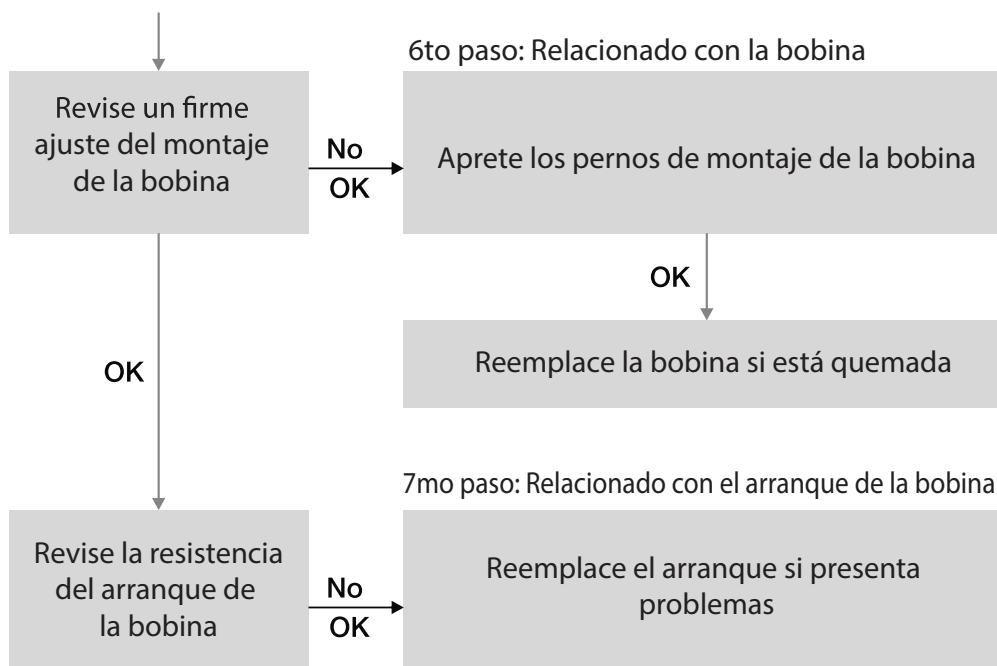 6to paso: Relacionado con la bobina
Revise un firme
ajuste del montaje
de la bobina
No
OK
Aprete los pernos de montaje de la bobina
OK
Reemplace la bobina si está quemada
OK
7mo paso: Relacionado con el arranque de la bobina
Revise la resistencia
del arranque de
la bobina
No
OK
Reemplace el arranque si presenta
problemas